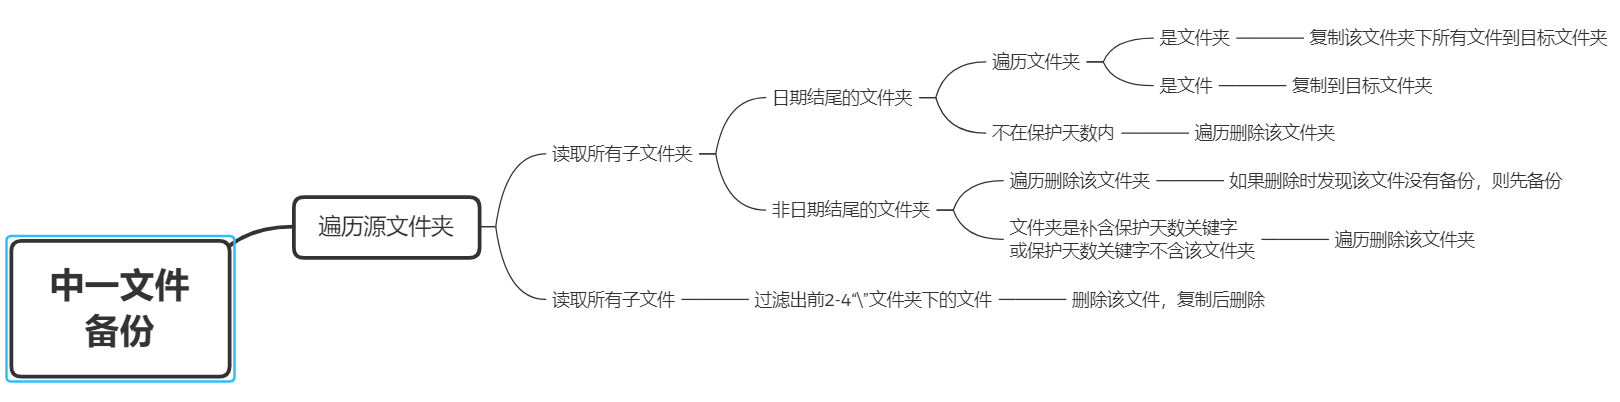 中一文件
备份
遍历源文件夹
读取所有子文件夹
日期结尾的文件夹
遍历文件夹
是文件夹
复制该文件夹下所有文件到目标文件夹
是文件
复制到目标文件夹
不在保护天数内
遍历删除该文件夹
非日期结尾的文件夹
遍历删除该文件夹
如果删除时发现该文件没有备份，则先备份
文件夹是补含保护天数关键字
或保护天数关键字不含该文件夹
遍历删除该文件夹
读取所有子文件
过滤出前2-4“\”文件夹下的文件
删除该文件，复制后删除